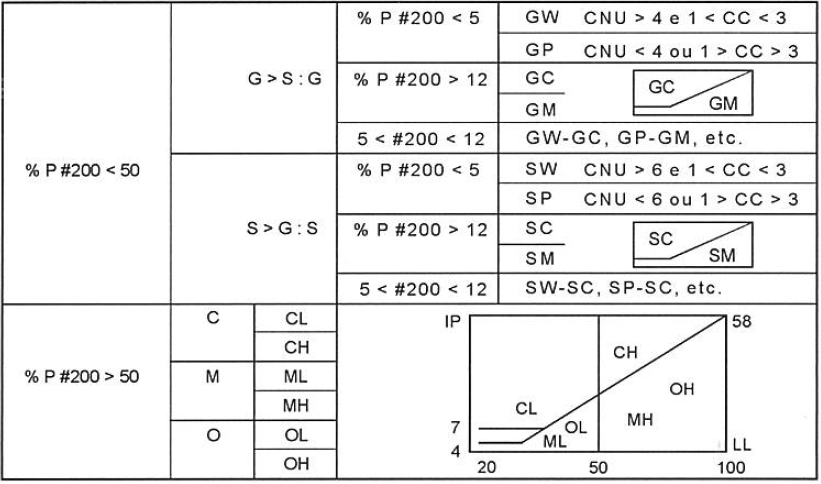 % P #200 < 50
G > S : G
% P #200 < 5
GW CNU > 4 e 1 < CC < 3
GP CNU < 4 ou 1 > CC > 3
% P #200 > 12
GC
GM
GC
GM
5 < #200 < 12
GW-GC, GP-GM, etc.
S > G : S
% P #200 < 5
SW CNU > 6 e 1 < CC < 3
SP CNU < 6 ou 1 > CC > 3
% P #200 > 12
SC
SM
SC
SM
5 < #200 < 12
SW-SC, SP-SC, etc.
% P #200 > 50
C
CL
CH
M
ML
MH
O
OL
OH
IP
58
CH
OH
CL
MH
7
OL
ML
4
LL
20 50 100